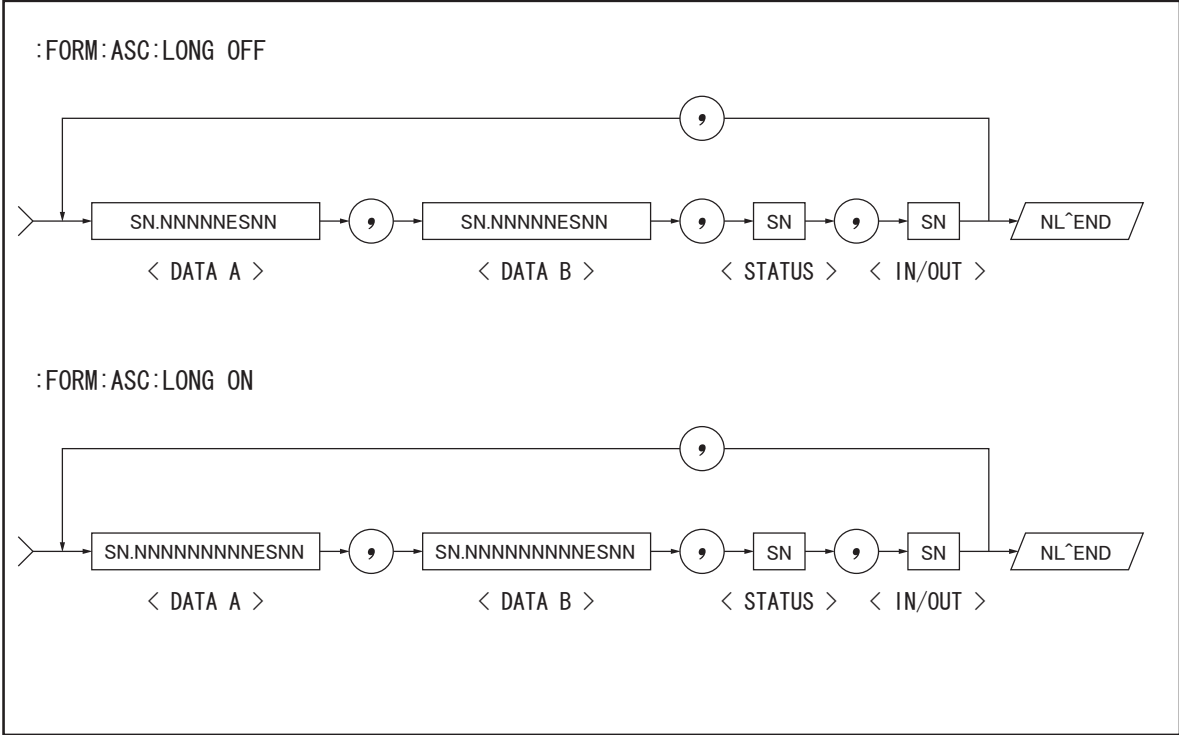 :FORM:ASC:LONG OFF
,
SN.NNNNNESNN , SN.NNNNNESNN , SN , SN NL^END
< DATA A > < DATA B > < STATUS > < IN/OUT >
:FORM:ASC:LONG ON
,
SN.NNNNNNNNNESNN , SN.NNNNNNNNNESNN , SN , SN NL^END
< DATA A > < DATA B > < STATUS > < IN/OUT >